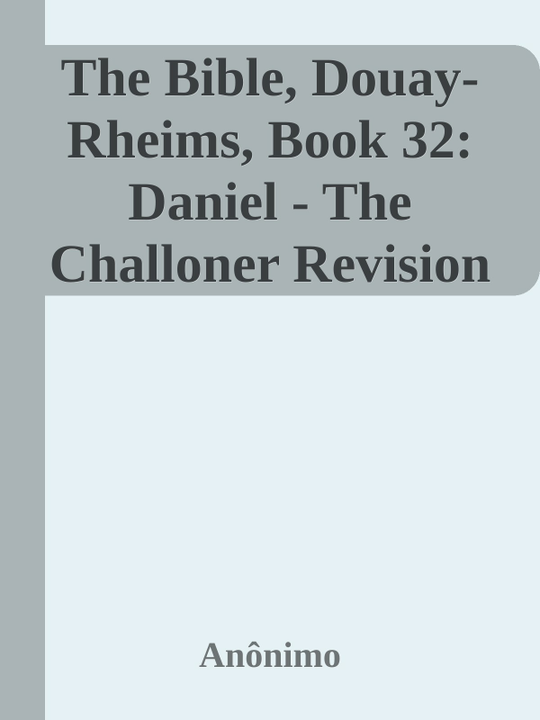 The Bible, Douay-
Rheims, Book 32:
Daniel - The
Challoner Revision
Anônimo